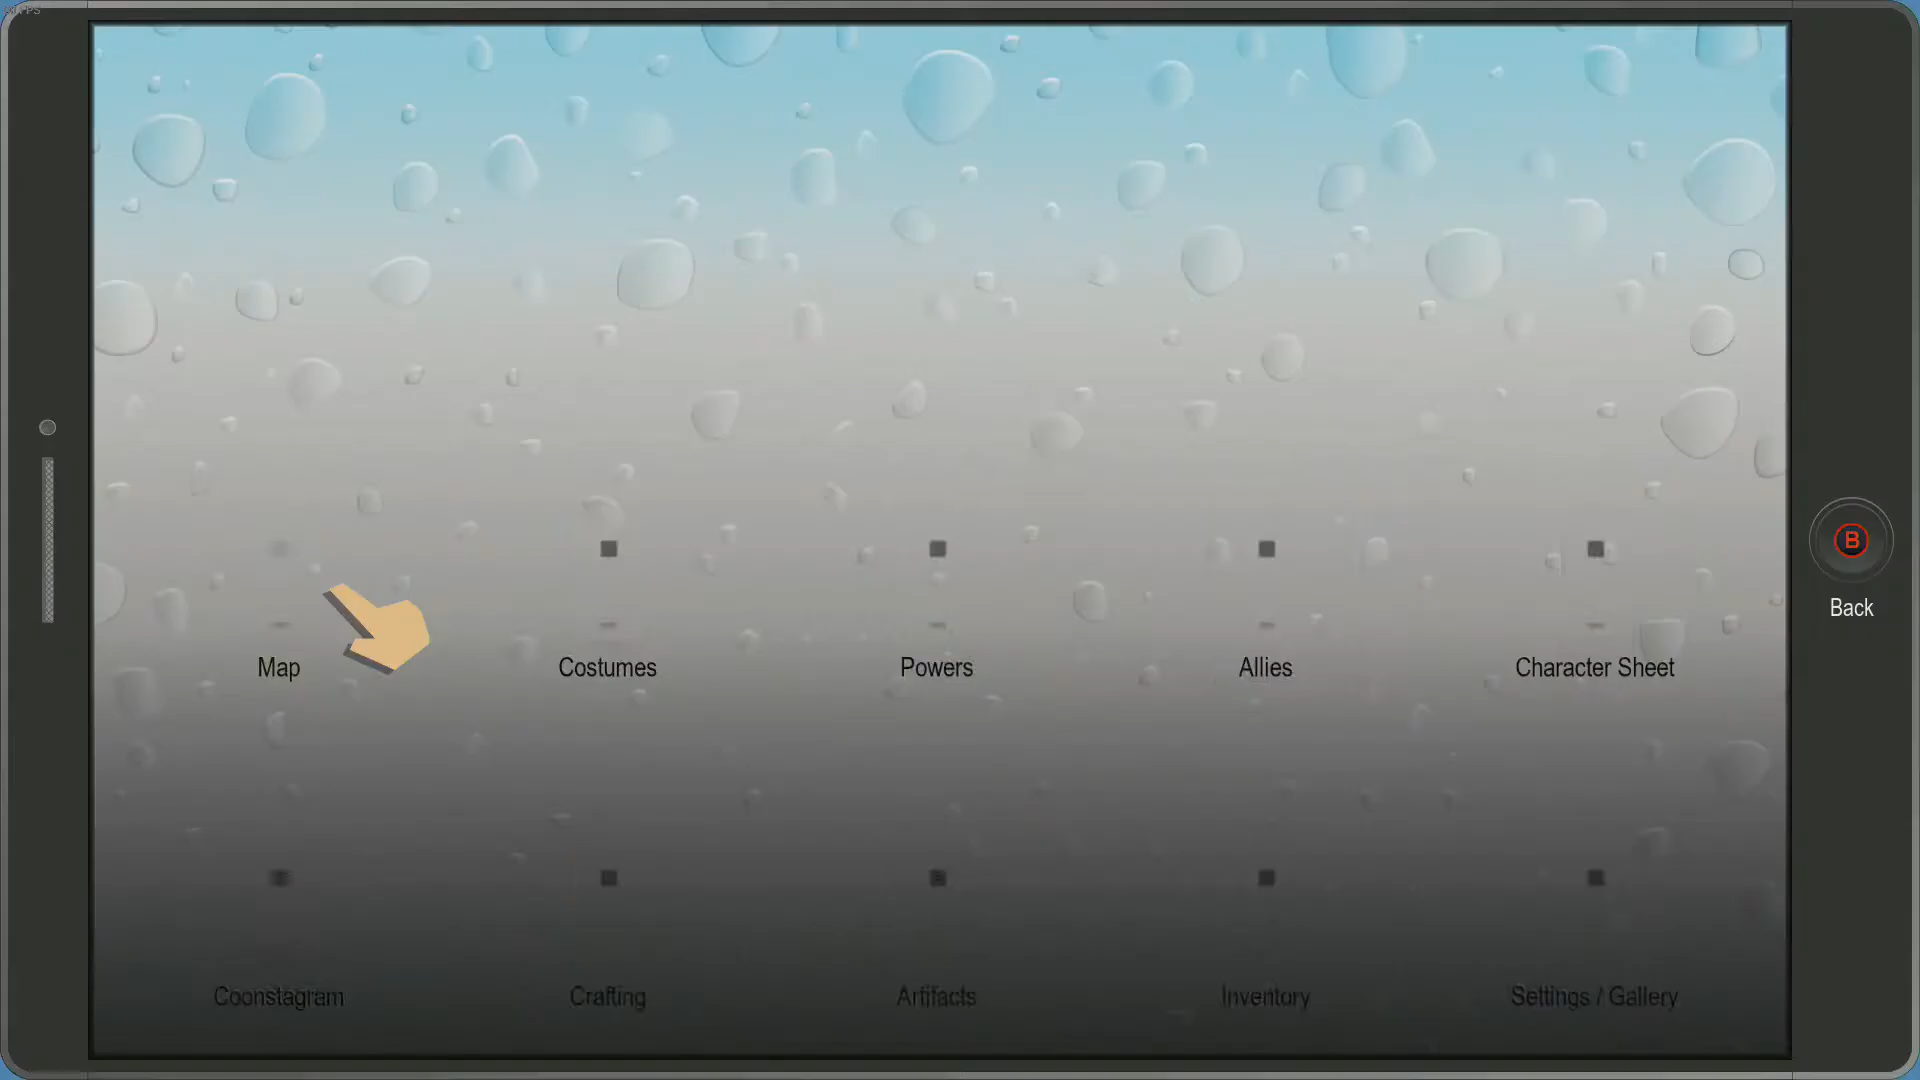 B
Back
Map
Costumes
Powers
Allies
Character Sheet
Coonstagram
Crafting
Artifacts
Inventory
Settings / Gallery